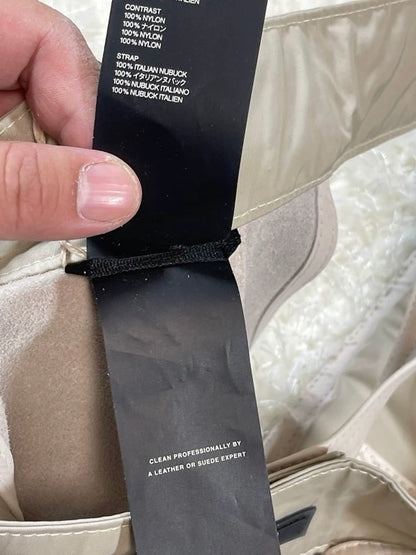 ITALIEN
CONTRAST
100% NYLON
100% ナイロン
100% NYLON
100% NYLON
STRAP
100% ITALIAN NUBUCK
100% イタリアンヌバック
100% NUBUCK ITALIANO
100% NUBUCK ITALIEN
CLEAN PROFESSIONALLY BY
A LEATHER OR SUEDE EXPERT